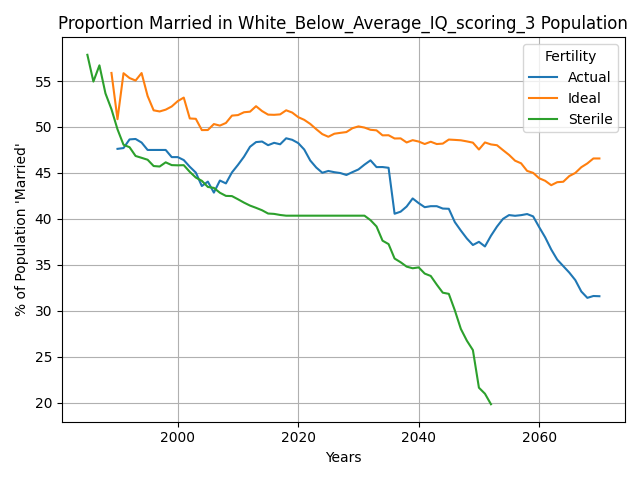 Proportion Married in White_Below_Average_IQ_scoring_3 Population
% of Population 'Married'
55
50
45
40
35
30
25
20
Fertility
Actual
Ideal
Sterile
2000 2020 2040 2060
Years